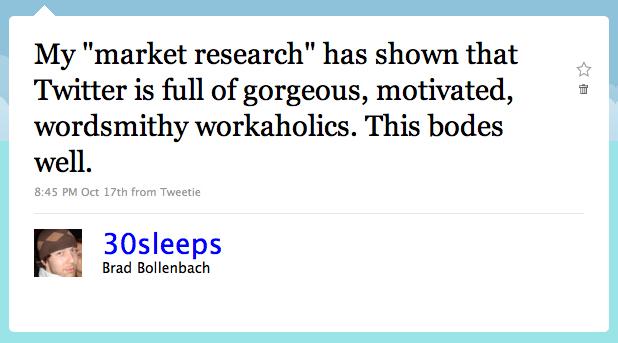 My "market research" has shown that
Twitter is full of gorgeous, motivated,
wordsmithy workaholics. This bodes
well.
8:45 PM Oct 17th from Tweetie
30sleeps
Brad Bollenbach